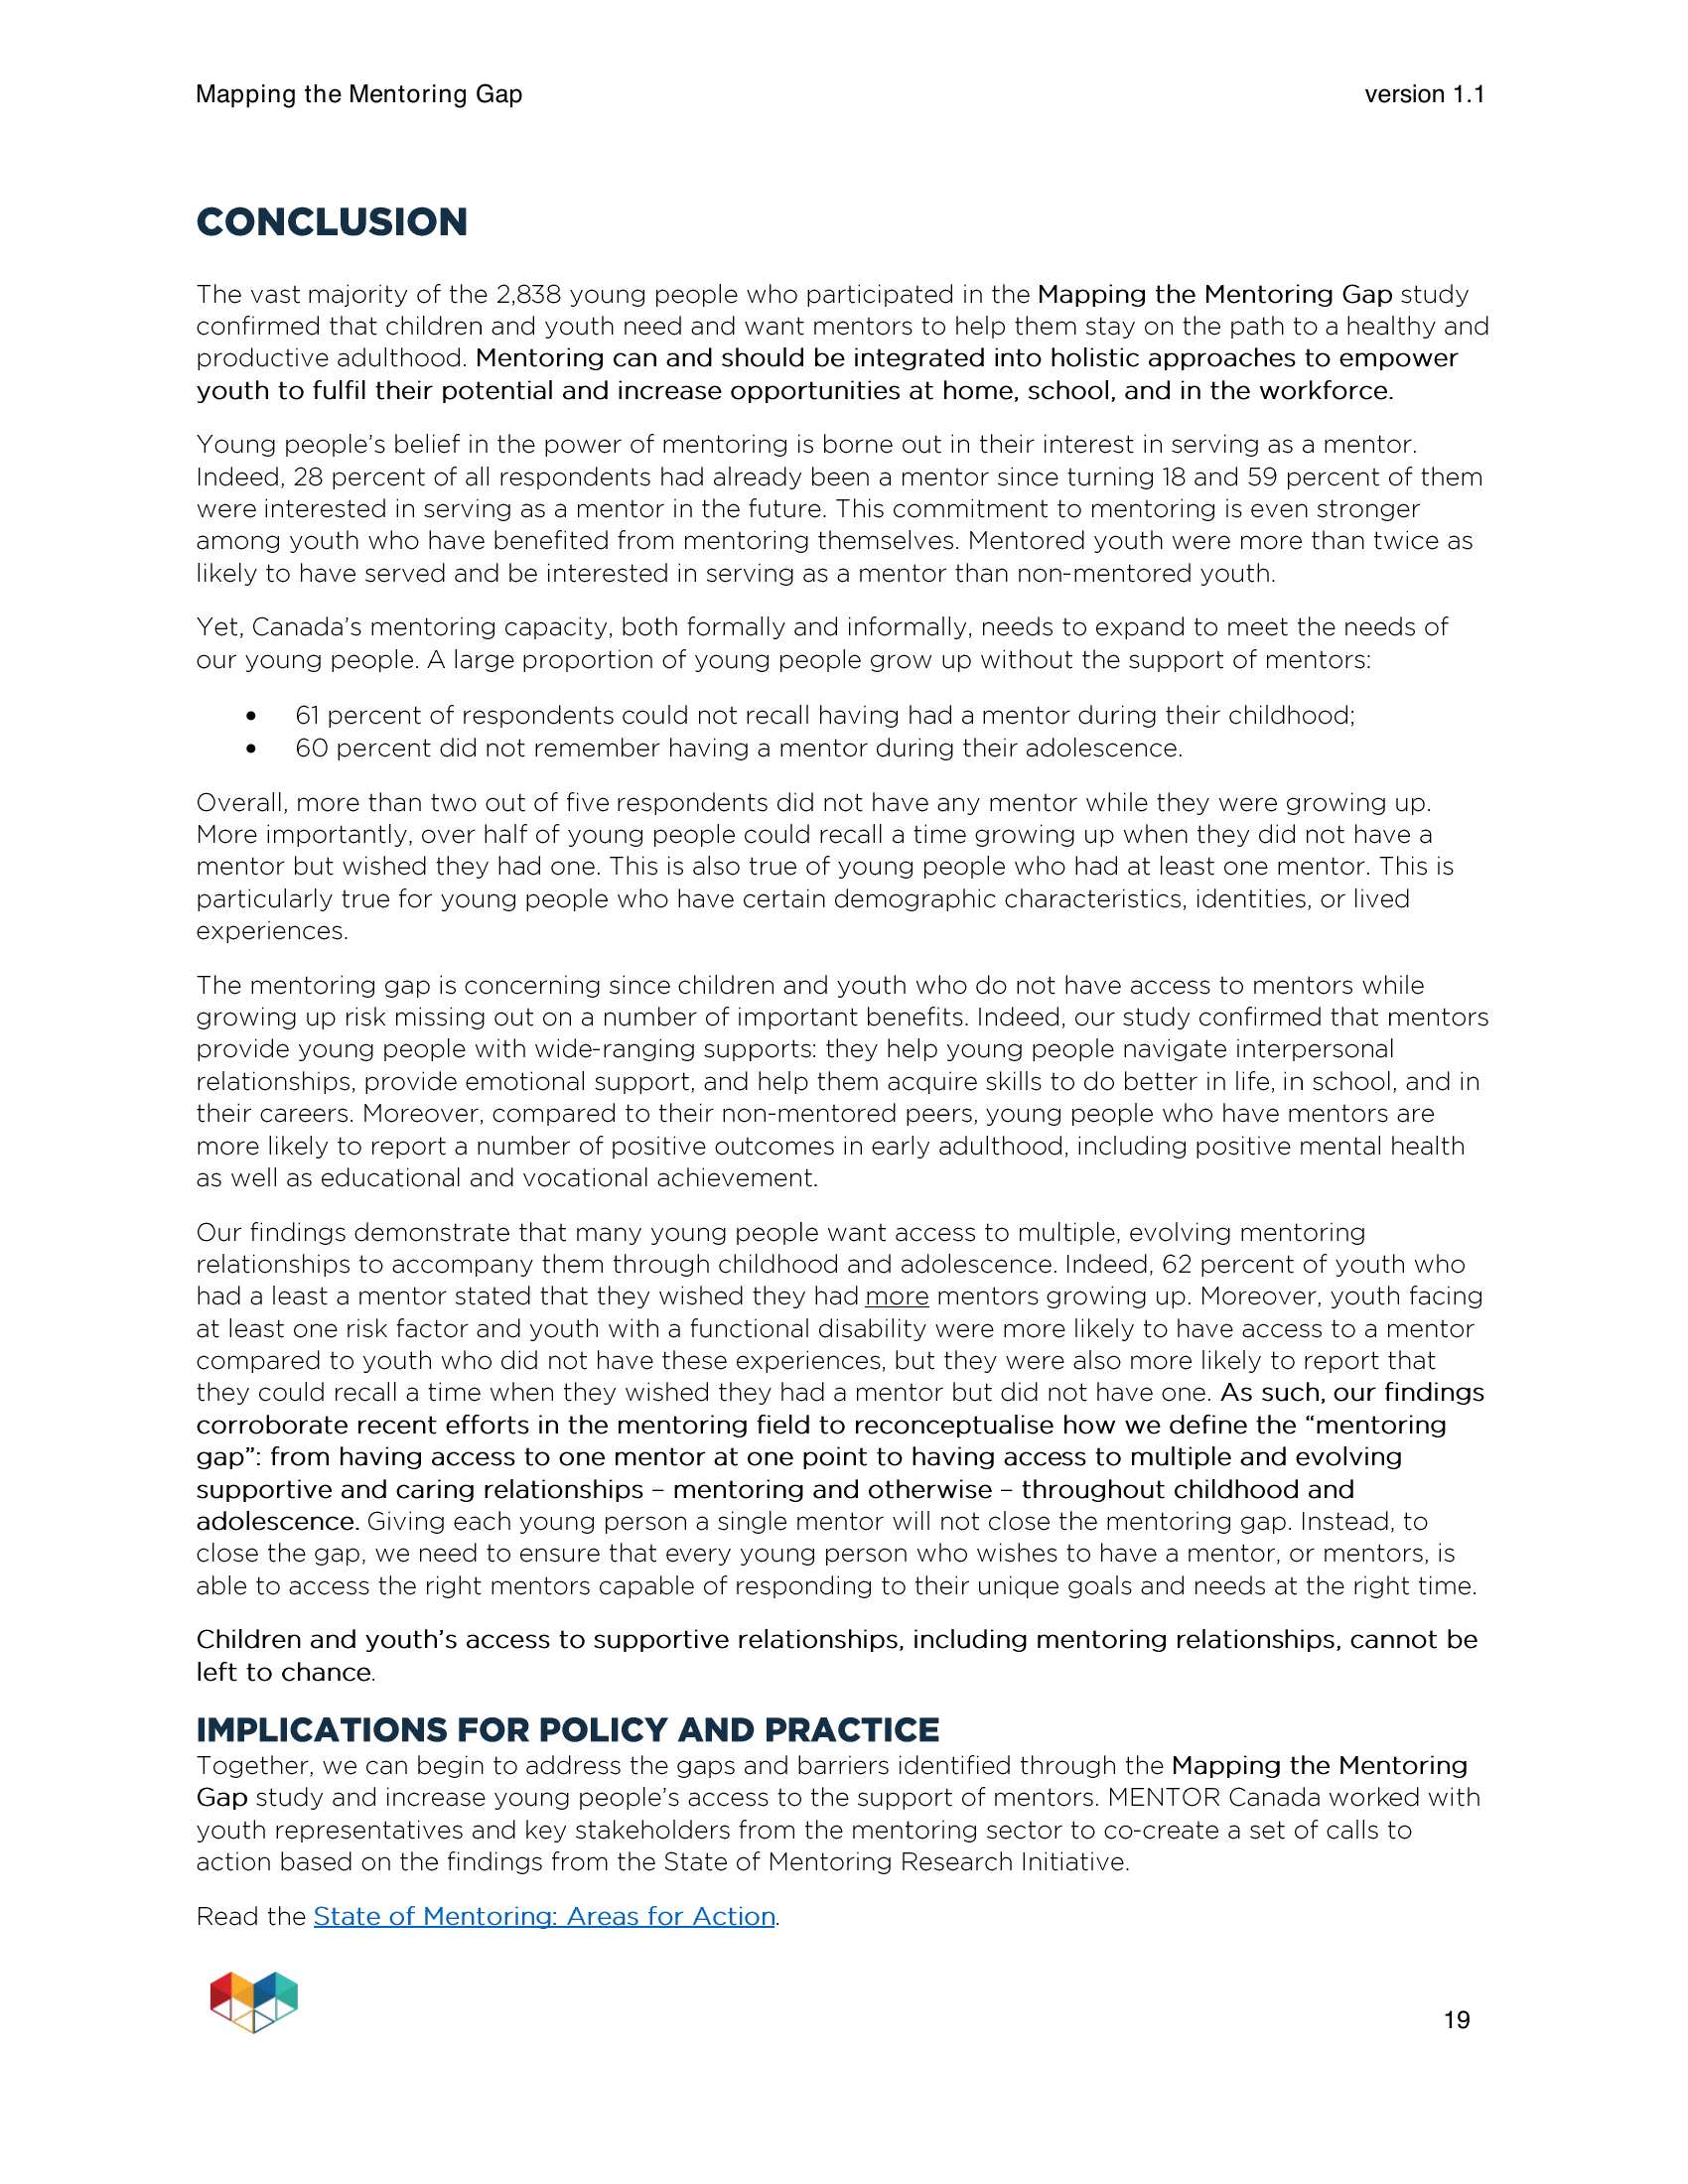 Mapping the Mentoring Gap
version 1.1
CONCLUSION
The vast majority of the 2,838 young people who participated in the Mapping the Mentoring Gap study
confirmed that children and youth need and want mentors to help them stay on the path to a healthy and
productive adulthood. Mentoring can and should be integrated into holistic approaches to empower
youth to fulfil their potential and increase opportunities at home, school, and in the workforce.
Young people’s belief in the power of mentoring is borne out in their interest in serving as a mentor.
Indeed, 28 percent of all respondents had already been a mentor since turning 18 and 59 percent of them
were interested in serving as a mentor in the future. This commitment to mentoring is even stronger
among youth who have benefited from mentoring themselves. Mentored youth were more than twice as
likely to have served and be interested in serving as a mentor than non-mentored youth.
Yet, Canada’s mentoring capacity, both formally and informally, needs to expand to meet the needs of
our young people. A large proportion of young people grow up without the support of mentors:
• 61 percent of respondents could not recall having had a mentor during their childhood;
• 60 percent did not remember having a mentor during their adolescence.
Overall, more than two out of five respondents did not have any mentor while they were growing up.
More importantly, over half of young people could recall a time growing up when they did not have a
mentor but wished they had one. This is also true of young people who had at least one mentor. This is
particularly true for young people who have certain demographic characteristics, identities, or lived
experiences.
The mentoring gap is concerning since children and youth who do not have access to mentors while
growing up risk missing out on a number of important benefits. Indeed, our study confirmed that mentors
provide young people with wide-ranging supports: they help young people navigate interpersonal
relationships, provide emotional support, and help them acquire skills to do better in life, in school, and in
their careers. Moreover, compared to their non-mentored peers, young people who have mentors are
more likely to report a number of positive outcomes in early adulthood, including positive mental health
as well as educational and vocational achievement.
Our findings demonstrate that many young people want access to multiple, evolving mentoring
relationships to accompany them through childhood and adolescence. Indeed, 62 percent of youth who
had a least a mentor stated that they wished they had more mentors growing up. Moreover, youth facing
at least one risk factor and youth with a functional disability were more likely to have access to a mentor
compared to youth who did not have these experiences, but they were also more likely to report that
they could recall a time when they wished they had a mentor but did not have one. As such, our findings
corroborate recent efforts in the mentoring field to reconceptualise how we define the “mentoring
gap”: from having access to one mentor at one point to having access to multiple and evolving
supportive and caring relationships – mentoring and otherwise – throughout childhood and
adolescence. Giving each young person a single mentor will not close the mentoring gap. Instead, to
close the gap, we need to ensure that every young person who wishes to have a mentor, or mentors, is
able to access the right mentors capable of responding to their unique goals and needs at the right time.
Children and youth’s access to supportive relationships, including mentoring relationships, cannot be
left to chance.
IMPLICATIONS FOR POLICY AND PRACTICE
Together, we can begin to address the gaps and barriers identified through the Mapping the Mentoring
Gap study and increase young people’s access to the support of mentors. MENTOR Canada worked with
youth representatives and key stakeholders from the mentoring sector to co-create a set of calls to
action based on the findings from the State of Mentoring Research Initiative.
Read the State of Mentoring: Areas for Action.
19